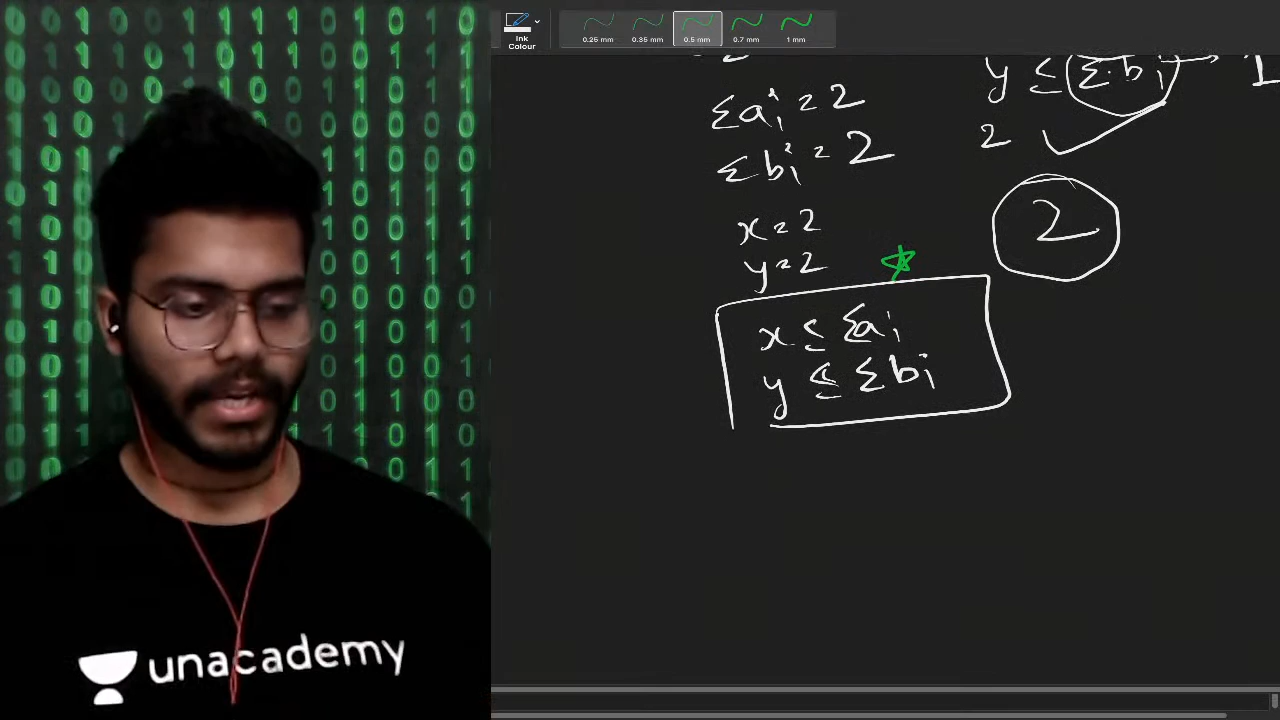 Ink
Colour
0.25 mm
0.35 mm
0.5 mm
0.7 mm
1 mm
y ≤ Σbi → 1
Σai = 2
2
Σbi = 2
x = 2
2
y = 2
x ≤ Σai
y ≤ Σbi
unacademy